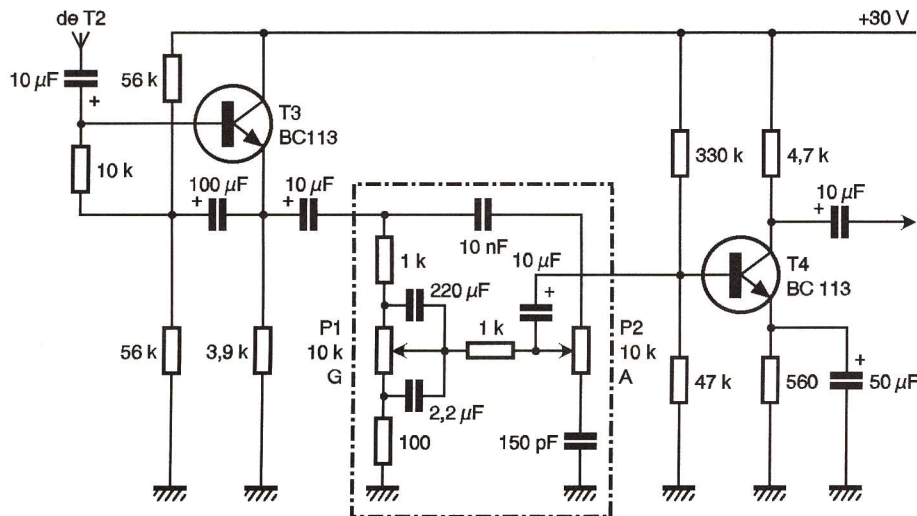 de T2
+30 V
10 µF
+
56 k
T3
BC113
10 k
100 µF
+
10 µF
+
330 k
4,7 k
10 µF
+
10 nF
1 k
10 µF
+
T4
BC 113
220 µF
P1
10 k
G
1 k
P2
10 k
A
56 k
3,9 k
2,2 µF
47 k
560
+
50 µF
100
150 pF